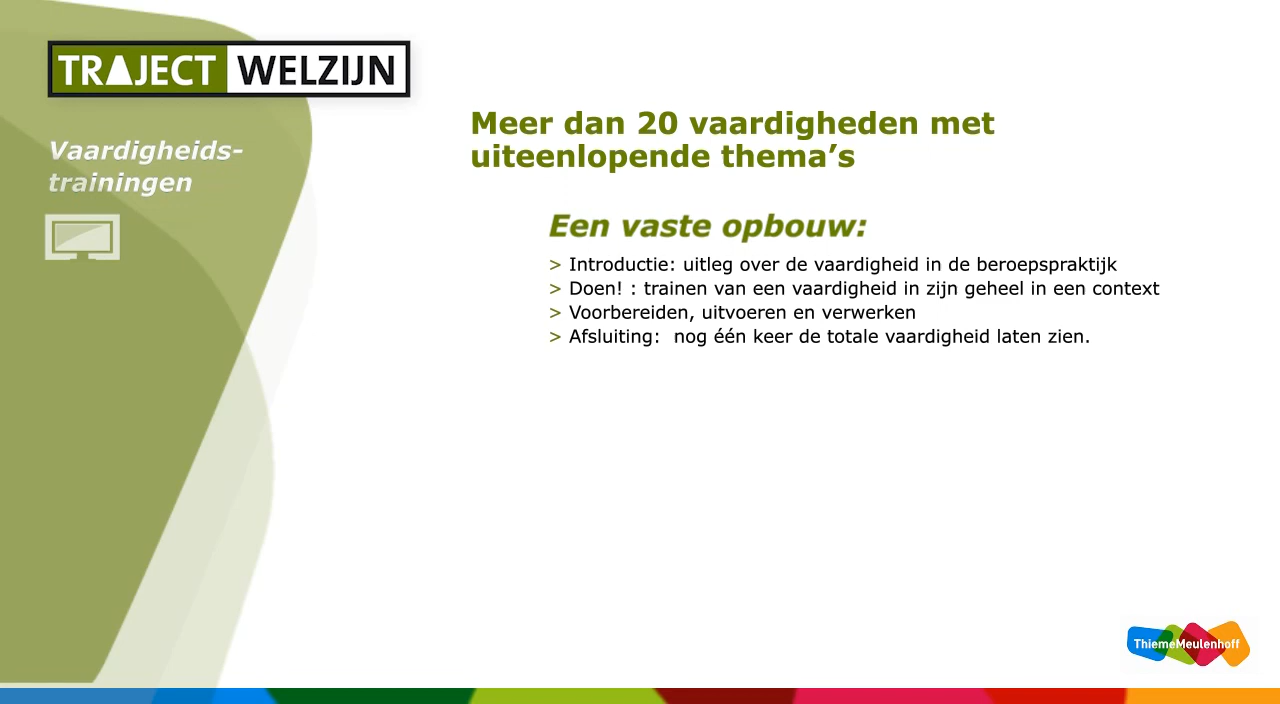 TRAJECT WELZIJN
Vaardigheids-
trainingen
Meer dan 20 vaardigheden met
uiteenlopende thema’s
Een vaste opbouw:
> Introductie: uitleg over de vaardigheid in de beroepspraktijk
> Doen! : trainen van een vaardigheid in zijn geheel in een context
> Voorbereiden, uitvoeren en verwerken
> Afsluiting:  nog één keer de totale vaardigheid laten zien.
ThiemeMeulenhoff